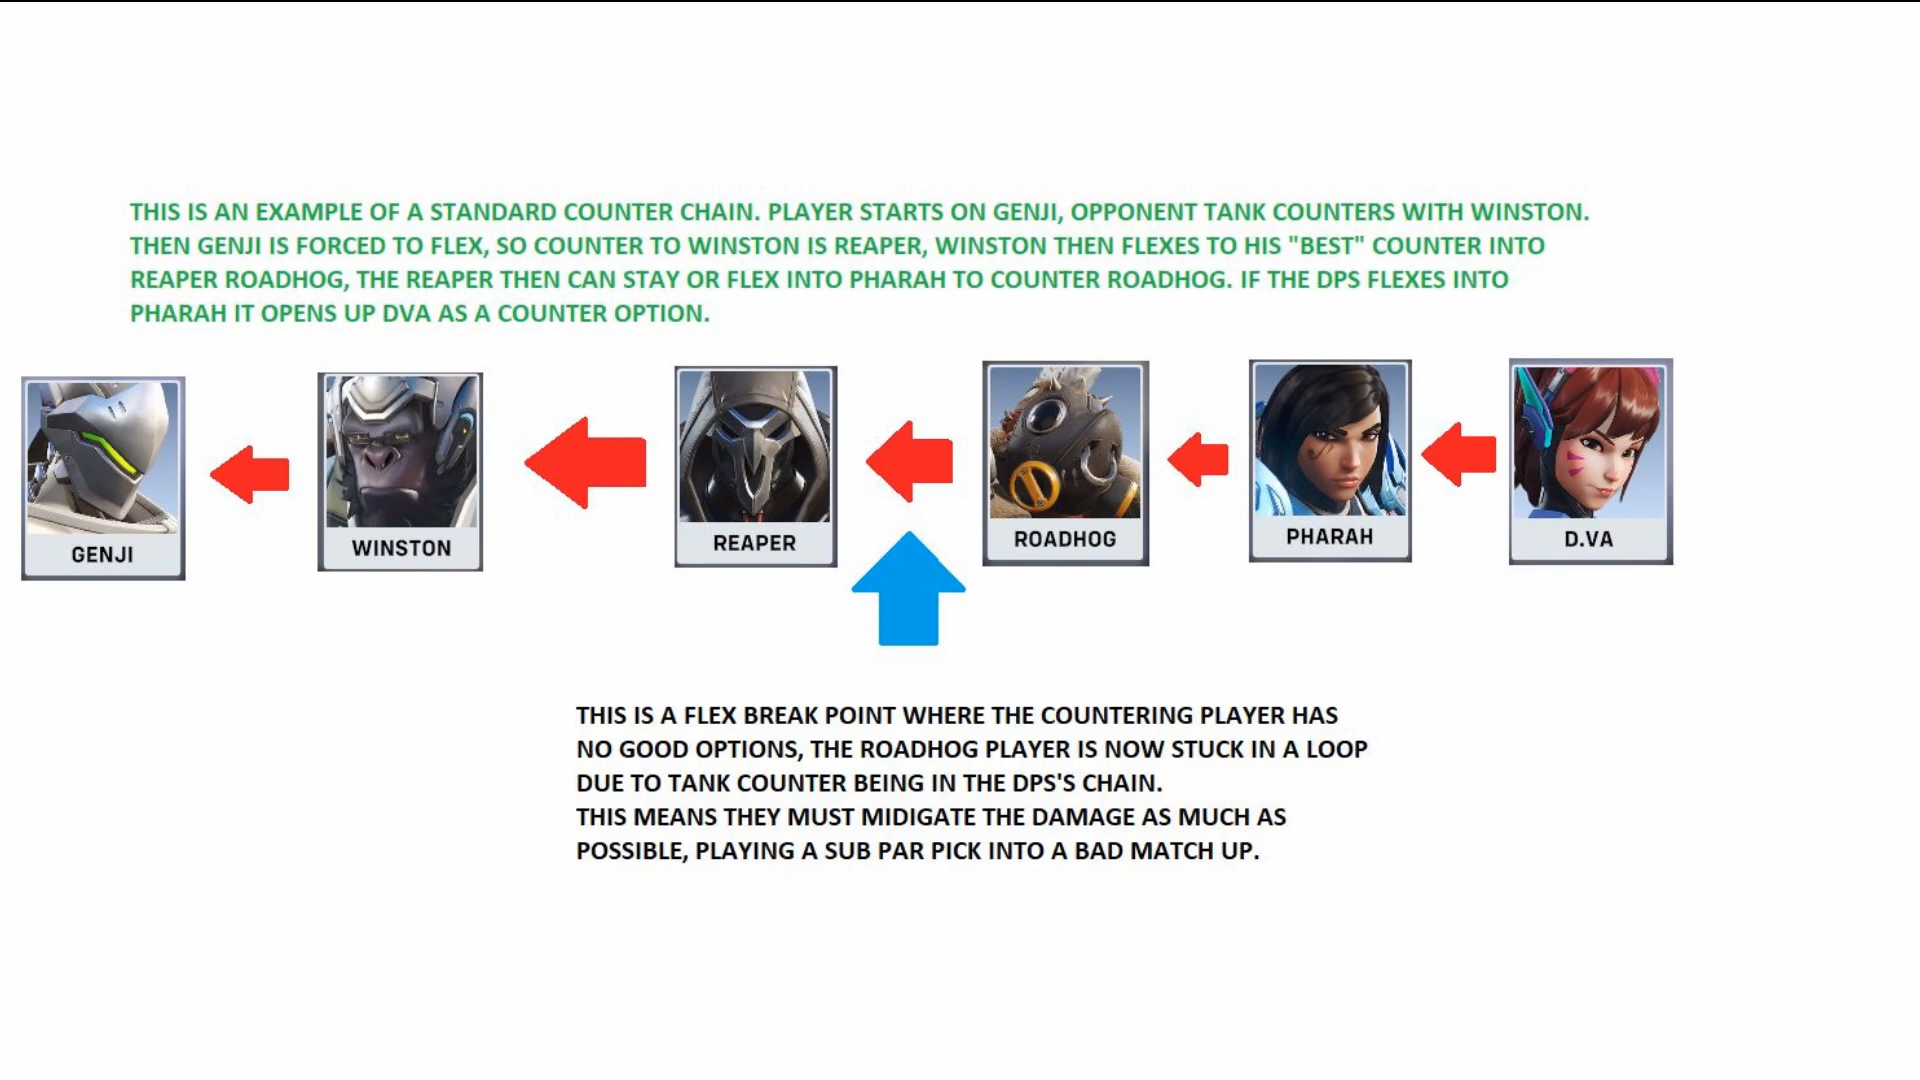 THIS IS AN EXAMPLE OF A STANDARD COUNTER CHAIN. PLAYER STARTS ON GENJI, OPPONENT TANK COUNTERS WITH WINSTON.
THEN GENJI IS FORCED TO FLEX, SO COUNTER TO WINSTON IS REAPER, WINSTON THEN FLEXES TO HIS "BEST" COUNTER INTO
REAPER ROADHOG, THE REAPER THEN CAN STAY OR FLEX INTO PHARAH TO COUNTER ROADHOG. IF THE DPS FLEXES INTO
PHARAH IT OPENS UP DVA AS A COUNTER OPTION.
GENJI
WINSTON
REAPER
ROADHOG
PHARAH
D.VA
THIS IS A FLEX BREAK POINT WHERE THE COUNTERING PLAYER HAS
NO GOOD OPTIONS, THE ROADHOG PLAYER IS NOW STUCK IN A LOOP
DUE TO TANK COUNTER BEING IN THE DPS'S CHAIN.
THIS MEANS THEY MUST MIDIGATE THE DAMAGE AS MUCH AS
POSSIBLE, PLAYING A SUB PAR PICK INTO A BAD MATCH UP.